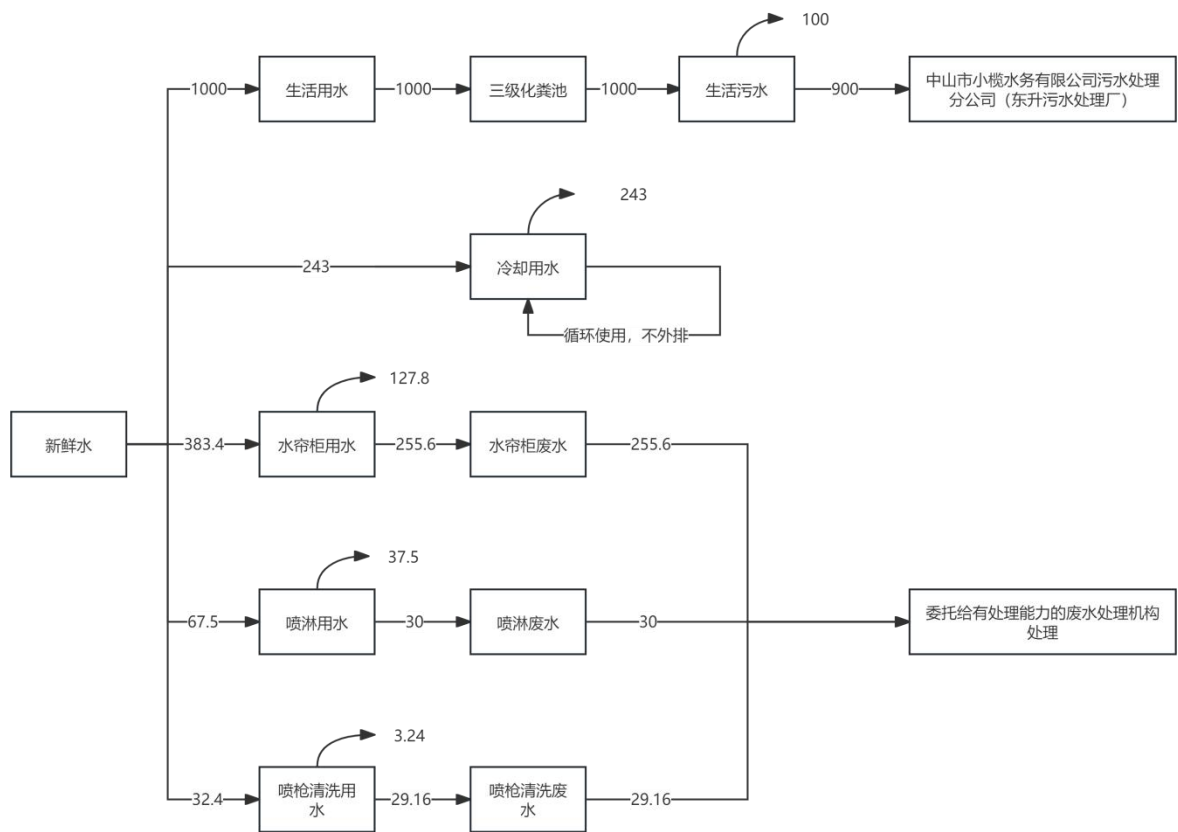 100
1000
生活用水
1000
三级化粪池
1000
生活污水
900
中山市小榄水务有限公司污水处理
分公司（东升污水处理厂）
243
243
冷却用水
循环使用，不外排
127.8
新鲜水
383.4
水帘柜用水
255.6
水帘柜废水
255.6
37.5
67.5
喷淋用水
30
喷淋废水
30
委托给有处理能力的废水处理机构
处理
3.24
32.4
喷枪清洗用
水
29.16
喷枪清洗废
水
29.16